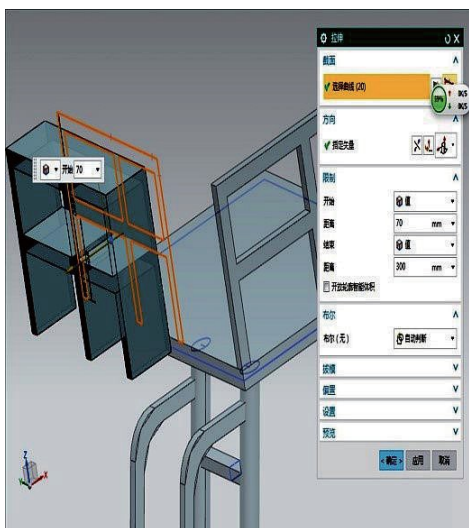 拉伸
截面
选择曲线 (20)
59%
0K/S
0K/S
方向
指定矢量
开始 70
限制
开始 值
距离 70 mm
结束 值
距离 300 mm
开放轮廓智能体积
布尔
布尔 (无) 自动判断
拔模
偏置
设置
预览
<确定> 应用 取消
Z
Y X